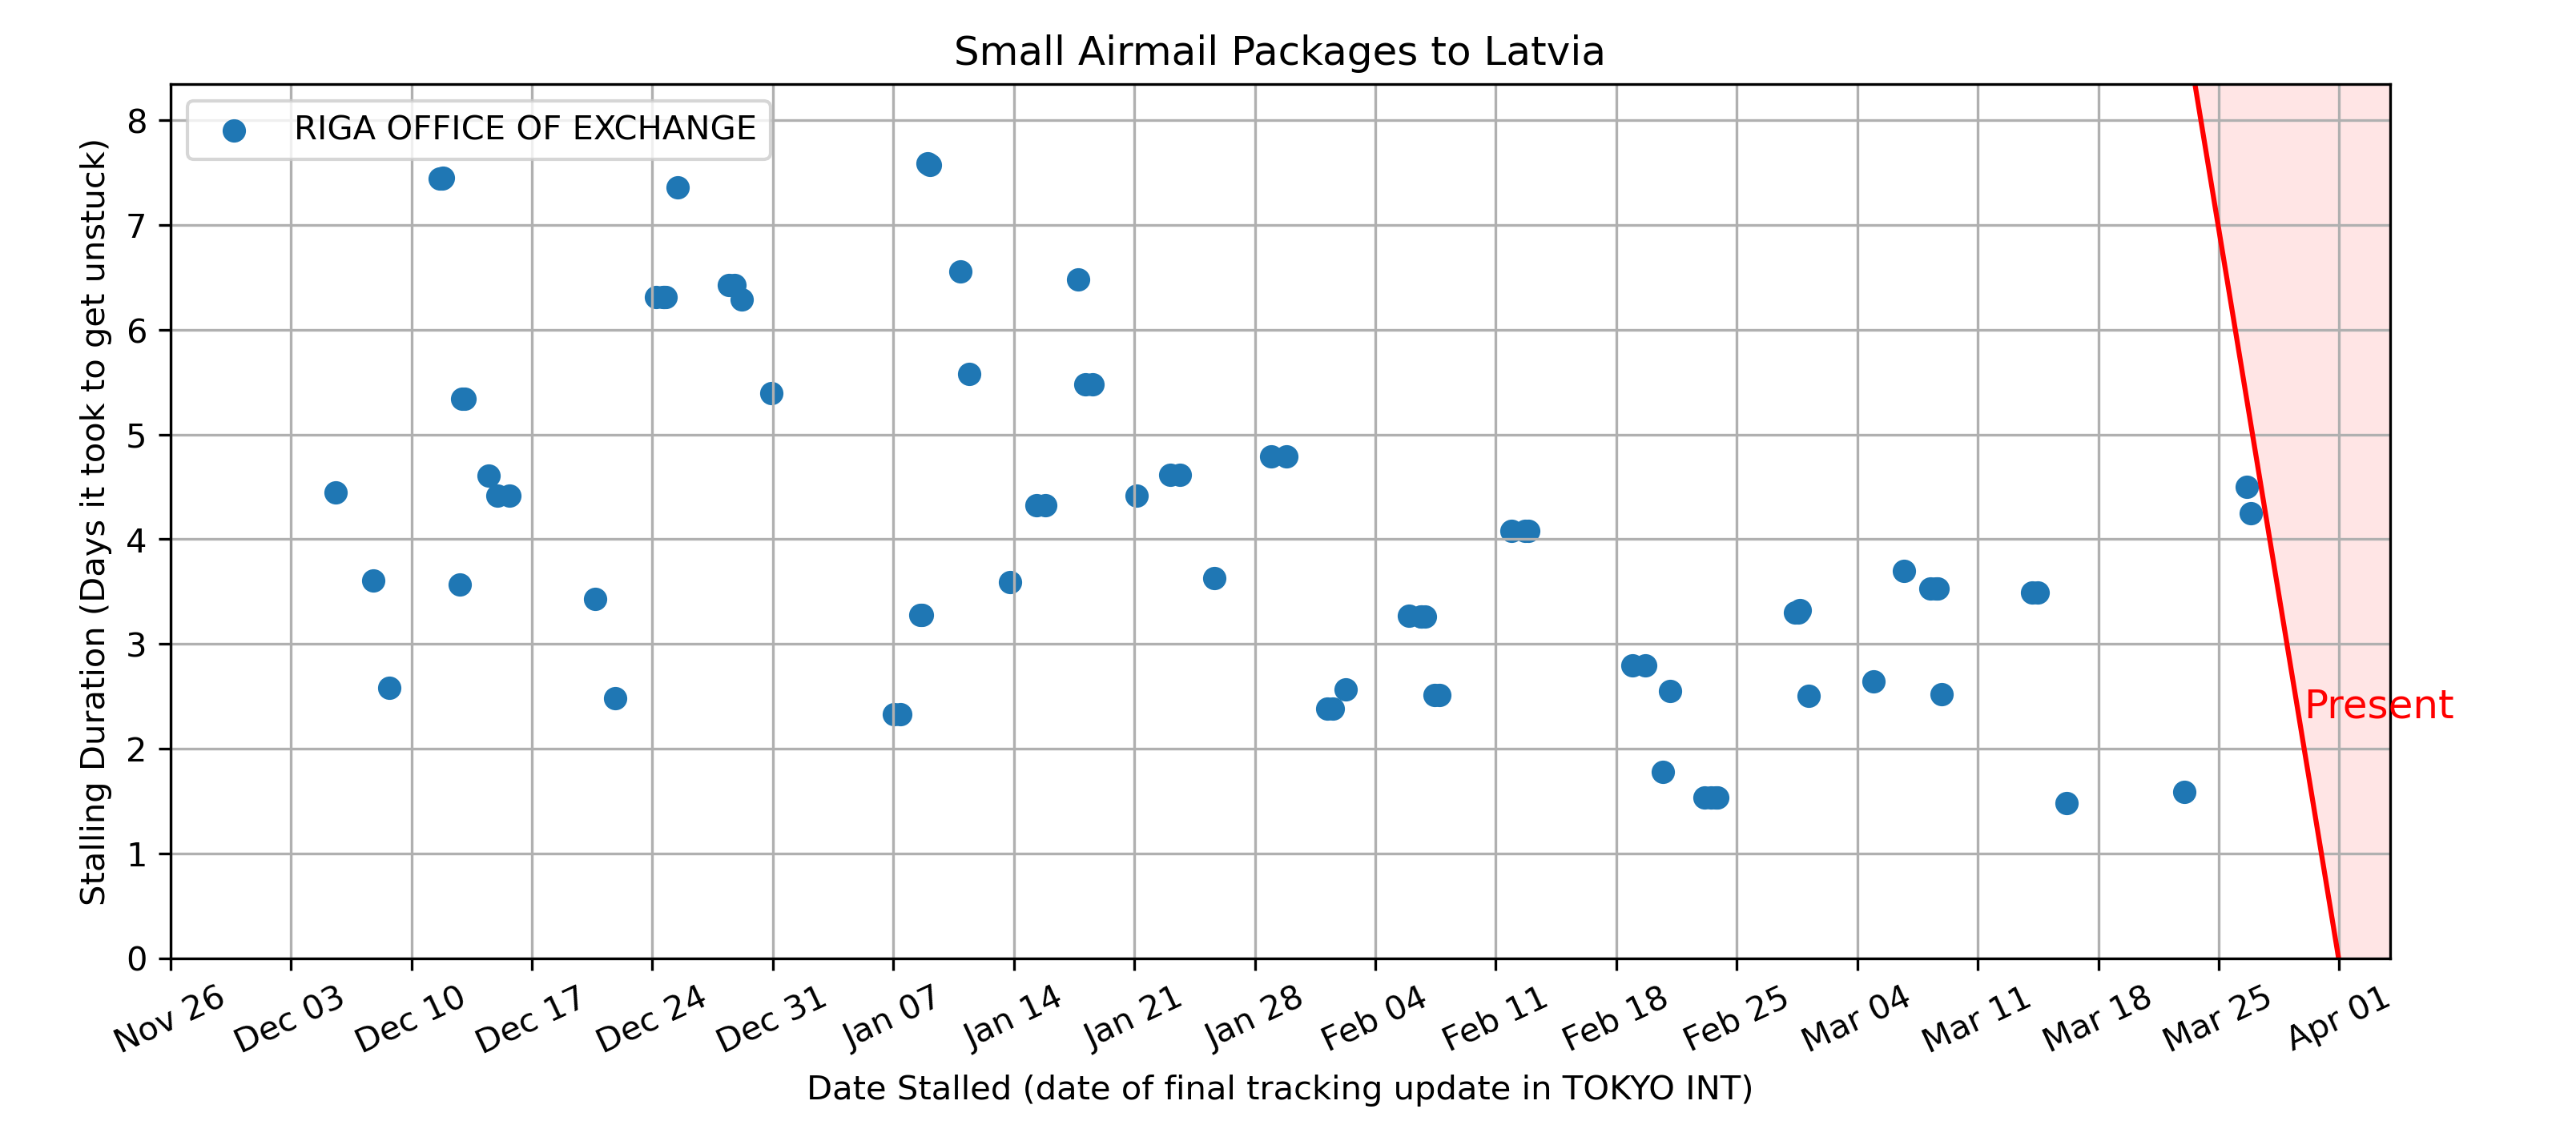 Small Airmail Packages to Latvia
RIGA OFFICE OF EXCHANGE
Stalling Duration (Days it took to get unstuck)
8
7
6
5
4
3
2
1
0
Present
Nov 26
Dec 03
Dec 10
Dec 17
Dec 24
Dec 31
Jan 07
Jan 14
Jan 21
Jan 28
Feb 04
Feb 11
Feb 18
Feb 25
Mar 04
Mar 11
Mar 18
Mar 25
Apr 01
Date Stalled (date of final tracking update in TOKYO INT)